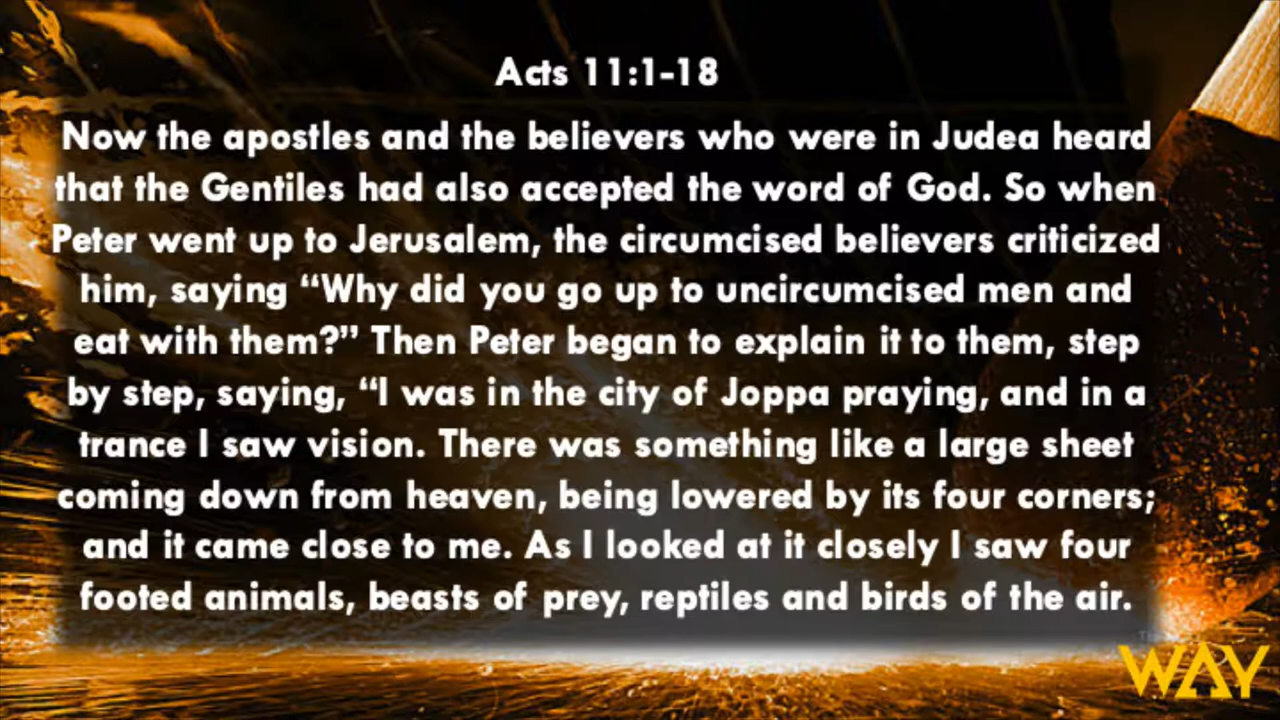 Acts 11:1-18
Now the apostles and the believers who were in Judea heard
that the Gentiles had also accepted the word of God. So when
Peter went up to Jerusalem, the circumcised believers criticized
him, saying “Why did you go up to uncircumcised men and
eat with them?” Then Peter began to explain it to them, step
by step, saying, “I was in the city of Joppa praying, and in a
trance I saw vision. There was something like a large sheet
coming down from heaven, being lowered by its four corners;
and it came close to me. As I looked at it closely I saw four
footed animals, beasts of prey, reptiles and birds of the air.
WAY